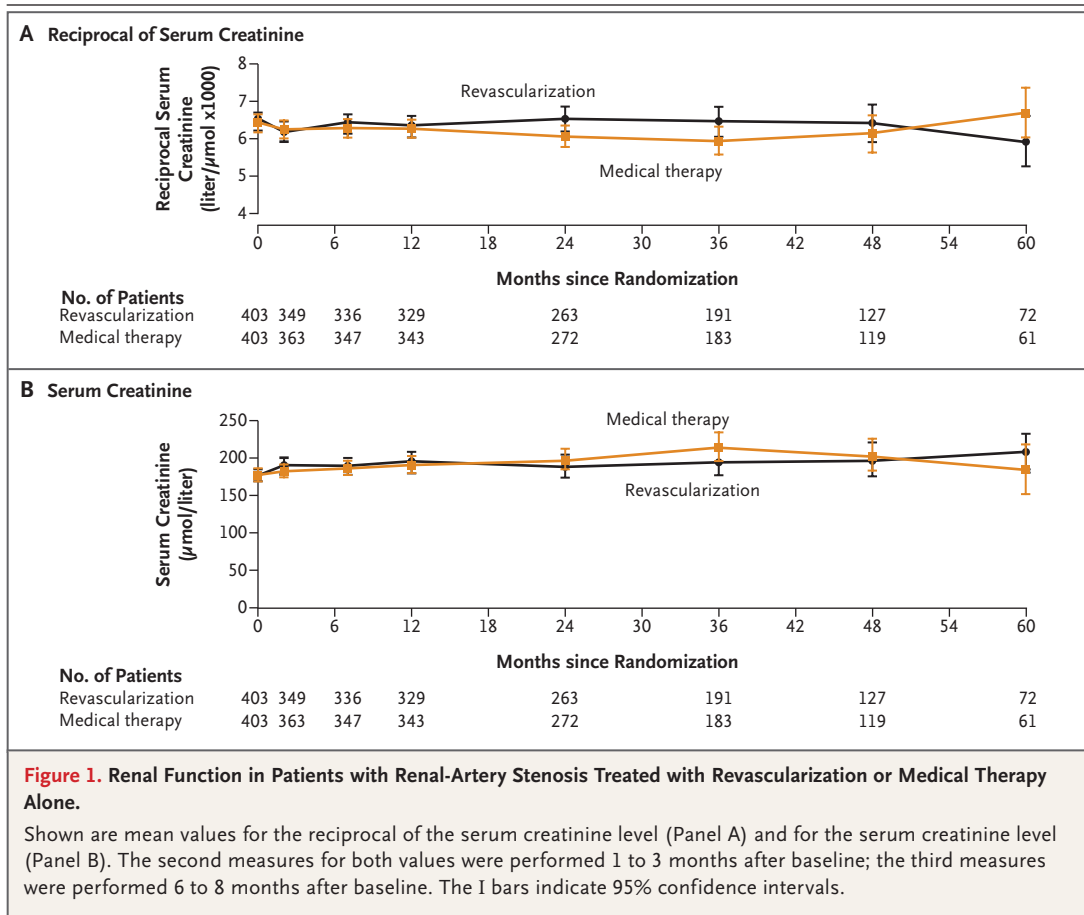 A Reciprocal of Serum Creatinine
Reciprocal Serum
Creatinine
(liter/µmol x1000)
8
7
6
5
4
Revascularization
Medical therapy
0 6 12 18 24 30 36 42 48 54 60
Months since Randomization
No. of Patients
Revascularization 403 349 336 329 263 191 127 72
Medical therapy 403 363 347 343 272 183 119 61
B Serum Creatinine
Serum Creatinine
(µmol/liter)
250
200
150
100
50
0
Medical therapy
Revascularization
0 6 12 18 24 30 36 42 48 54 60
Months since Randomization
No. of Patients
Revascularization 403 349 336 329 263 191 127 72
Medical therapy 403 363 347 343 272 183 119 61
Figure 1. Renal Function in Patients with Renal-Artery Stenosis Treated with Revascularization or Medical Therapy
Alone.
Shown are mean values for the reciprocal of the serum creatinine level (Panel A) and for the serum creatinine level
(Panel B). The second measures for both values were performed 1 to 3 months after baseline; the third measures
were performed 6 to 8 months after baseline. The I bars indicate 95% confidence intervals.